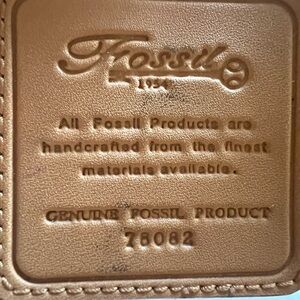 Fossil
1954
All Fossil Products are
handcrafted from the finest
materials available.
GENUINE FOSSIL PRODUCT
75082